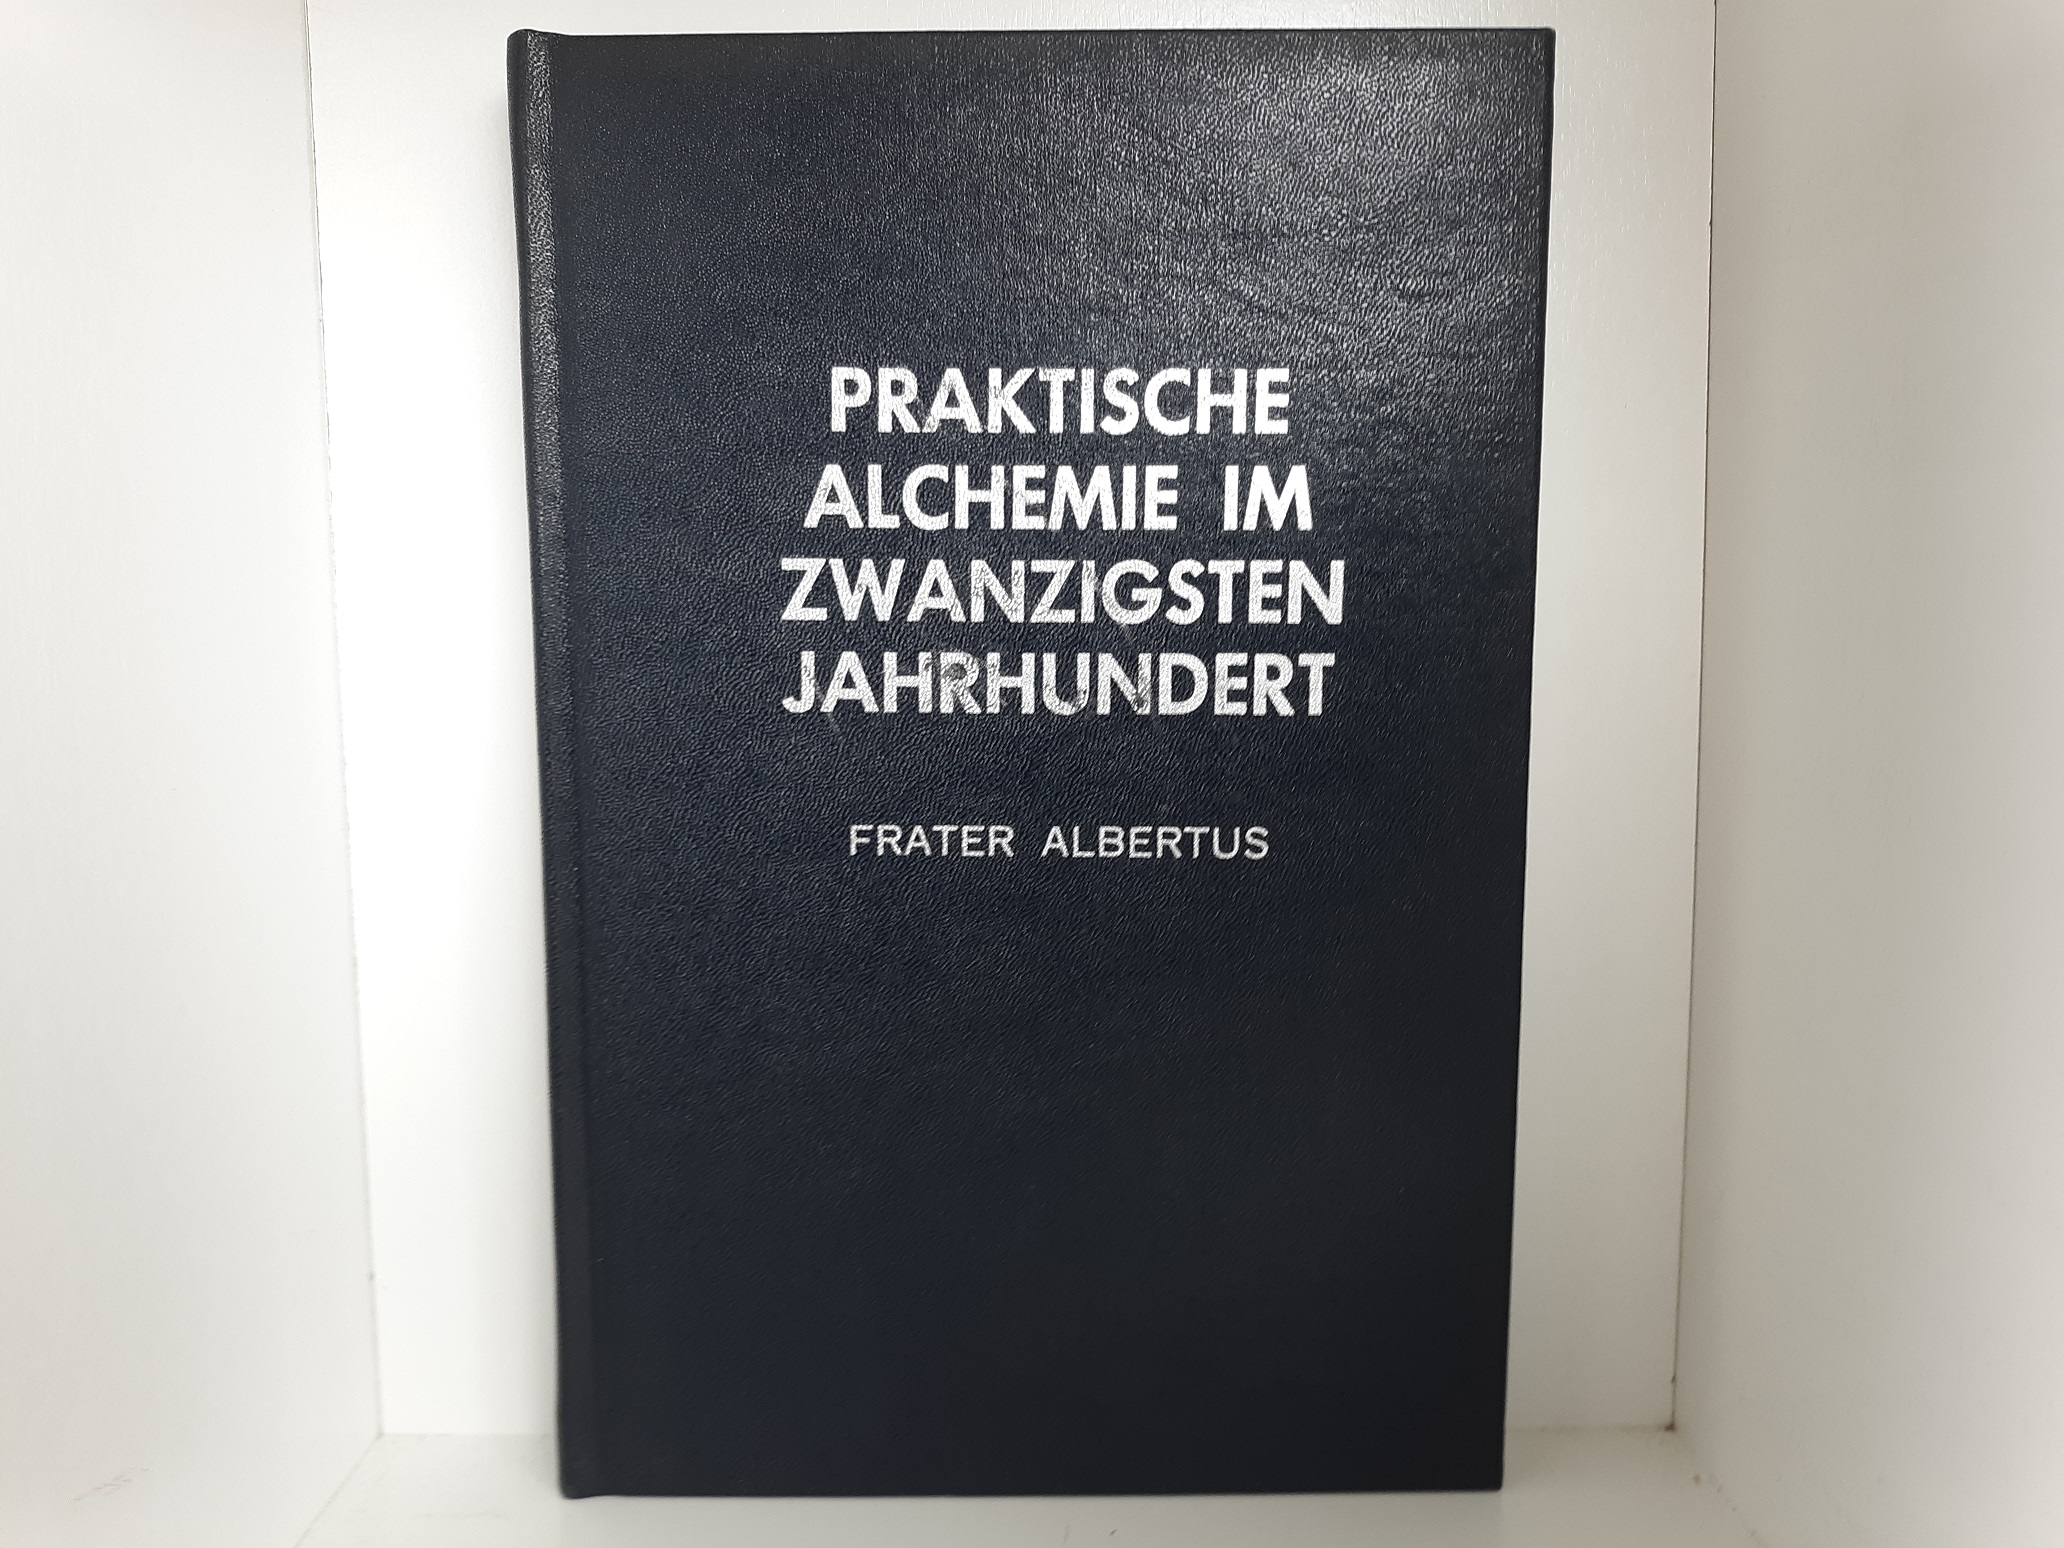 PRAKTISCHE
ALCHEMIE IM
ZWANZIGSTEN
JAHRHUNDERT
FRATER ALBERTUS